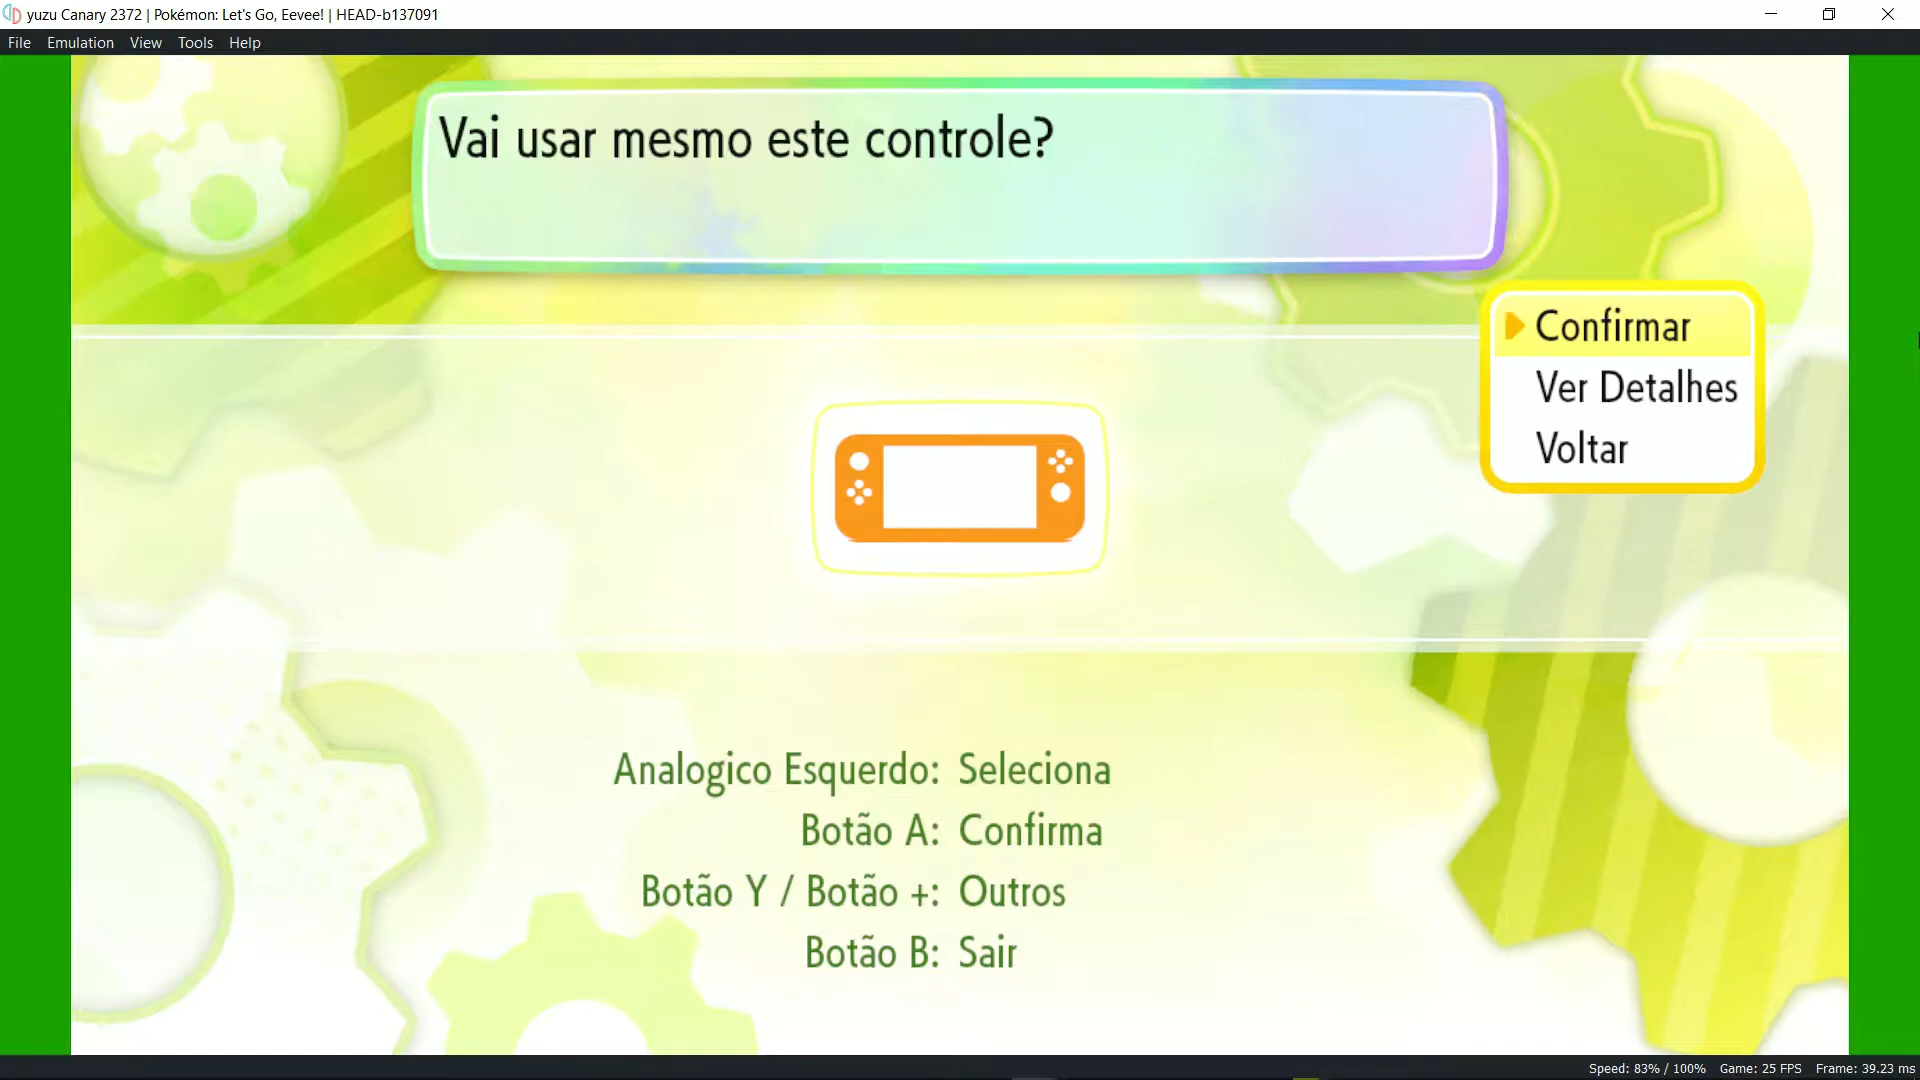 yuzu Canary 2372 | Pokémon: Let's Go, Eevee! | HEAD-b137091
File Emulation View Tools Help
Vai usar mesmo este controle?
Confirmar
Ver Detalhes
Voltar
Analogico Esquerdo: Seleciona
Botão A: Confirma
Botão Y / Botão +: Outros
Botão B: Sair
Speed: 83% / 100% Game: 25 FPS Frame: 39.23 ms